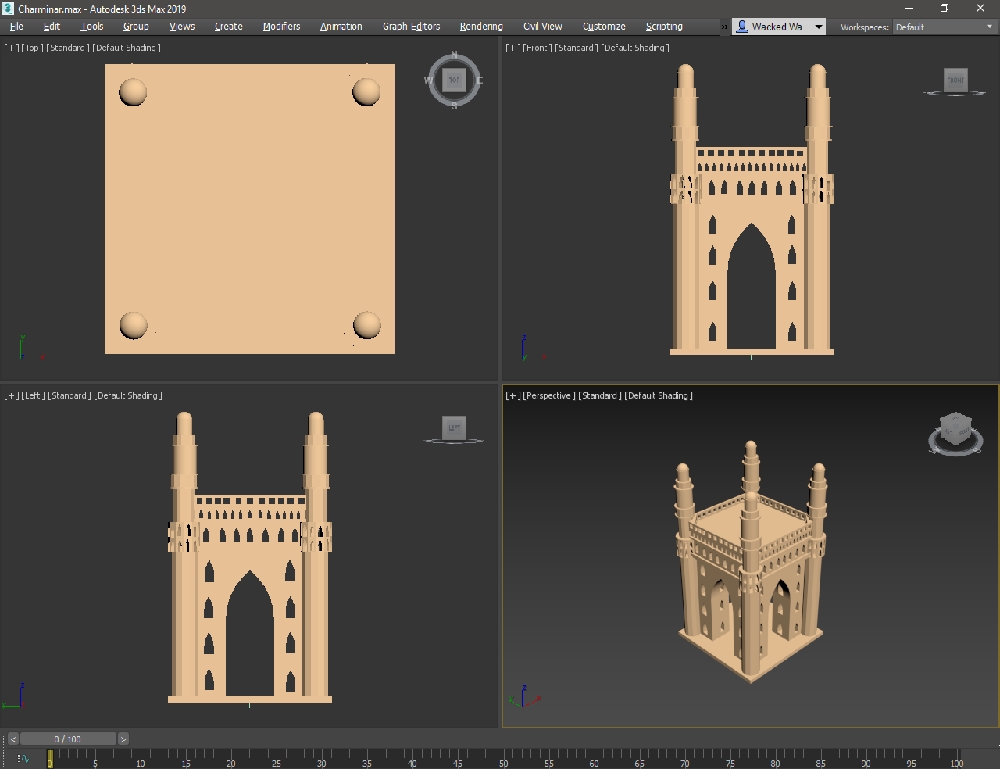 Charminar.max - Autodesk 3ds Max 2019
File Edit Tools Group Views Create Modifiers Animation Graph Editors Rendering Civil View Customize Scripting » Wacked Wa Workspaces: Default
[+] [Top] [Standard] [Default Shading]
[+] [Front] [Standard] [Default Shading]
N
W TOP E
S
FRONT
[+] [Left] [Standard] [Default Shading]
[+] [Perspective] [Standard] [Default Shading]
LEFT
< 0 / 100 >
0 5 10 15 20 25 30 35 40 45 50 55 60 65 70 75 80 85 90 95 100